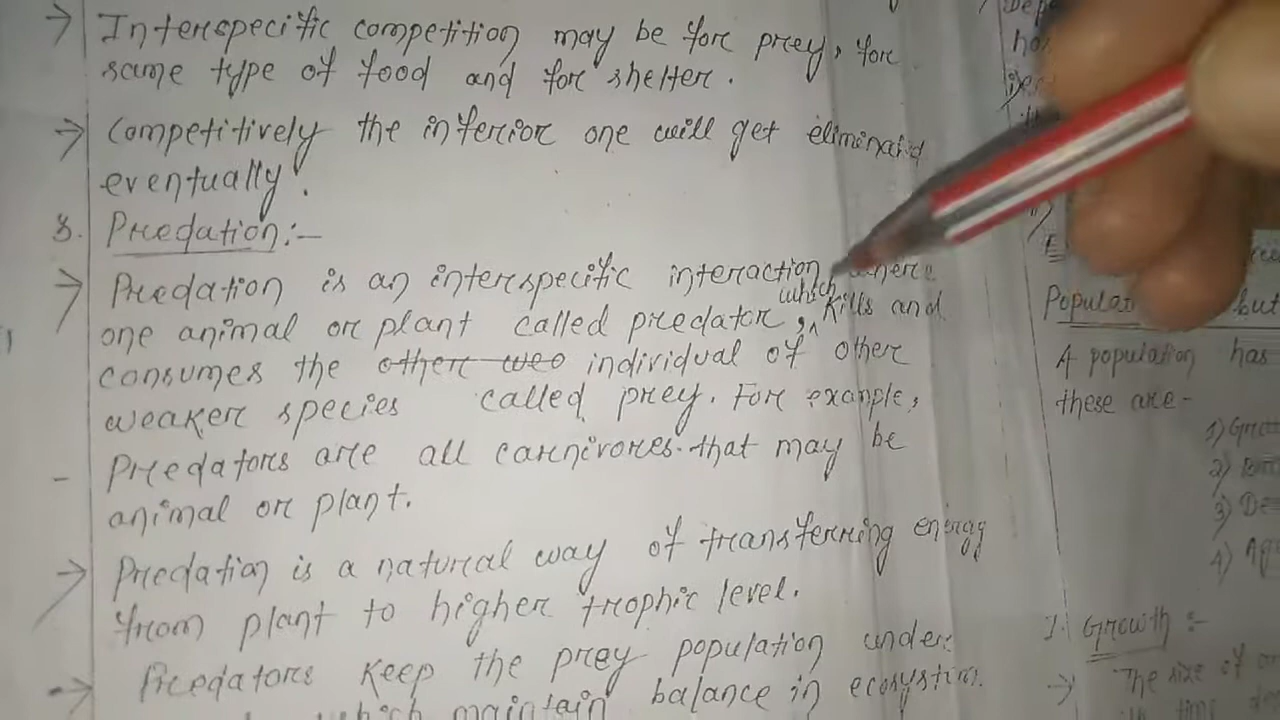 → Interspecific competition may be for prey, for
same type of food and for shelter.
→ Competitively the inferior one will get eliminated
eventually.
3. Predation:-
→ Predation is an interspecific interaction where
one animal or plant called predator, which kills and
consumes the other individual of other
weaker species called prey. For example,
- Predators are all carnivores. that may be
animal or plant.
→ Predation is a natural way of transferring energy
from plant to higher trophic level.
→ Predators keep the prey population under
which maintain balance in ecosystem.
Popula but
A population has
these are-
1)
2)
3) De
4)
1. Growth :-
→ The size of